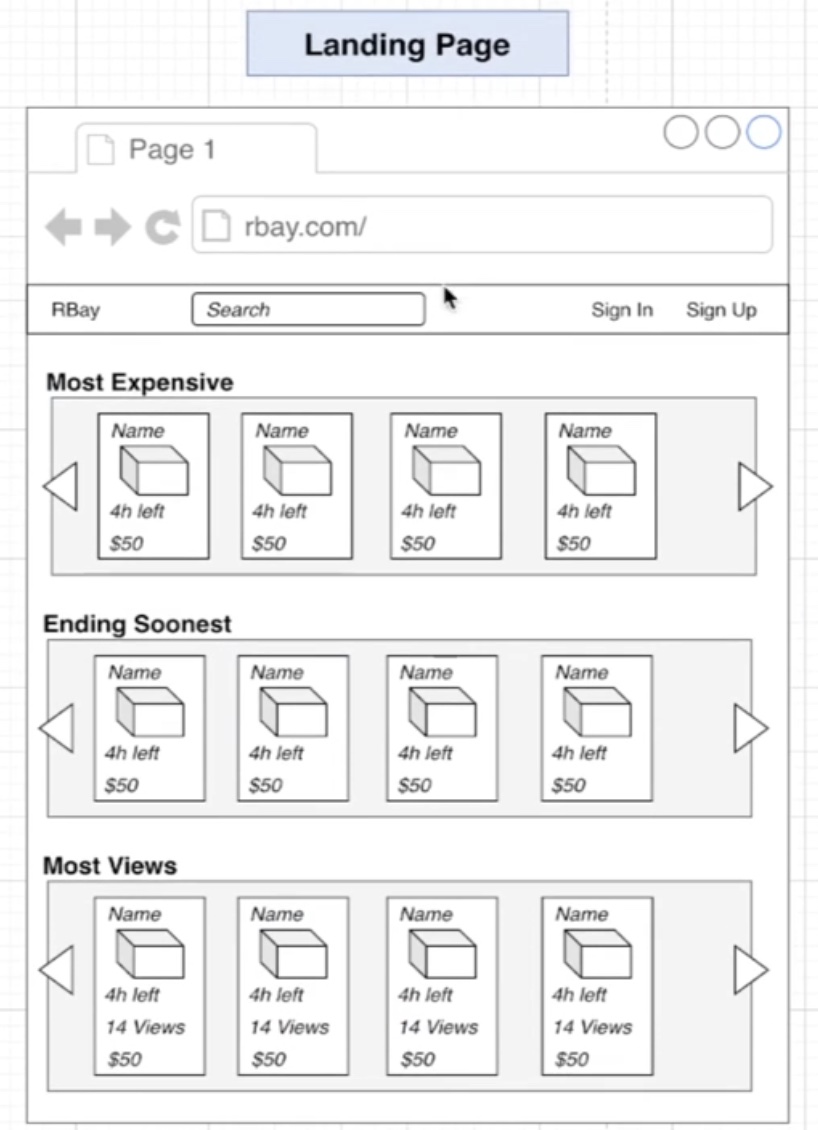 Landing Page
Page 1
rbay.com/
RBay Search Sign In Sign Up
Most Expensive
Name Name Name Name
4h left 4h left 4h left 4h left
$50 $50 $50 $50
Ending Soonest
Name Name Name Name
4h left 4h left 4h left 4h left
$50 $50 $50 $50
Most Views
Name Name Name Name
4h left 4h left 4h left 4h left
14 Views 14 Views 14 Views 14 Views
$50 $50 $50 $50